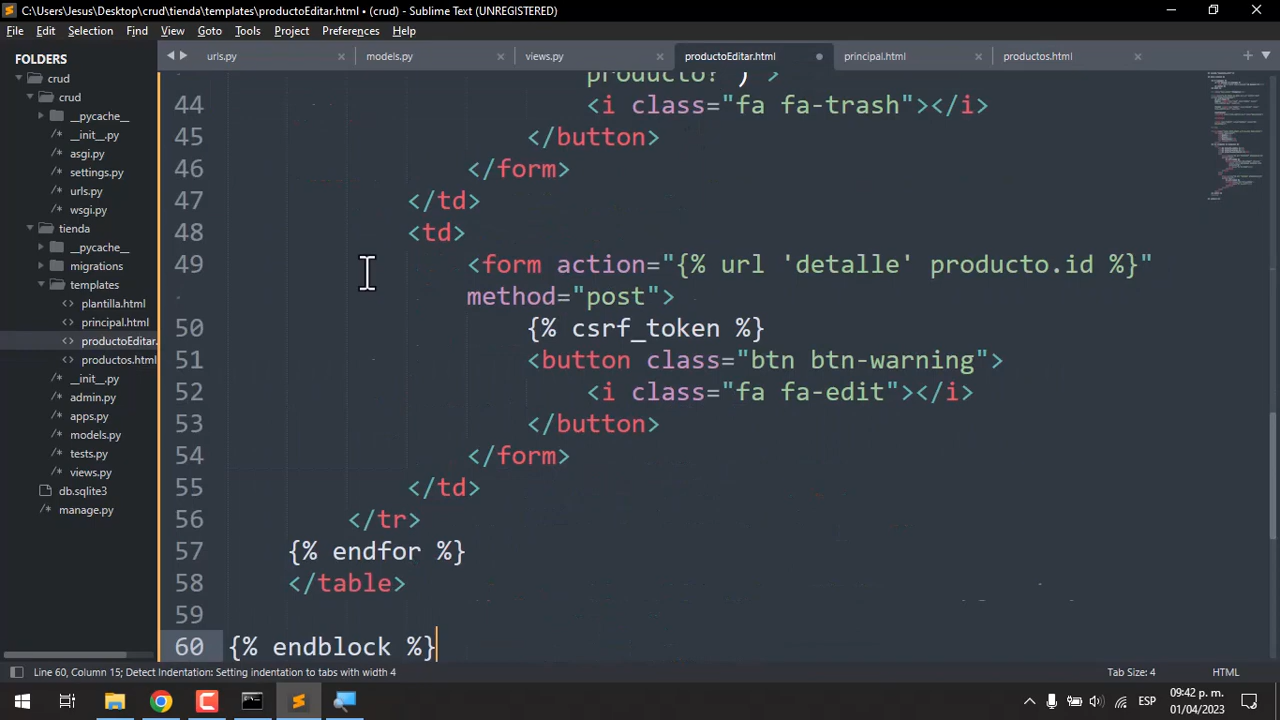 C:\Users\Jesus\Desktop\crud\tienda\templates\productoEditar.html • (crud) - Sublime Text (UNREGISTERED)
File Edit Selection Find View Goto Tools Project Preferences Help
FOLDERS
crud
crud
__pycache__
__init__.py
asgi.py
settings.py
urls.py
wsgi.py
tienda
__pycache__
migrations
templates
plantilla.html
principal.html
productoEditar.
productos.html
__init__.py
admin.py
apps.py
models.py
tests.py
views.py
db.sqlite3
manage.py
urls.py models.py views.py productoEditar.html principal.html productos.html
producto?')">
44 <i class="fa fa-trash"></i>
45 </button>
46 </form>
47 </td>
48 <td>
49 <form action="{% url 'detalle' producto.id %}"
method="post">
50 {% csrf_token %}
51 <button class="btn btn-warning">
52 <i class="fa fa-edit"></i>
53 </button>
54 </form>
55 </td>
56 </tr>
57 {% endfor %}
58 </table>
59
60 {% endblock %}
Line 60, Column 15; Detect Indentation: Setting indentation to tabs with width 4 Tab Size: 4 HTML
ESP
09:42 p. m.
01/04/2023